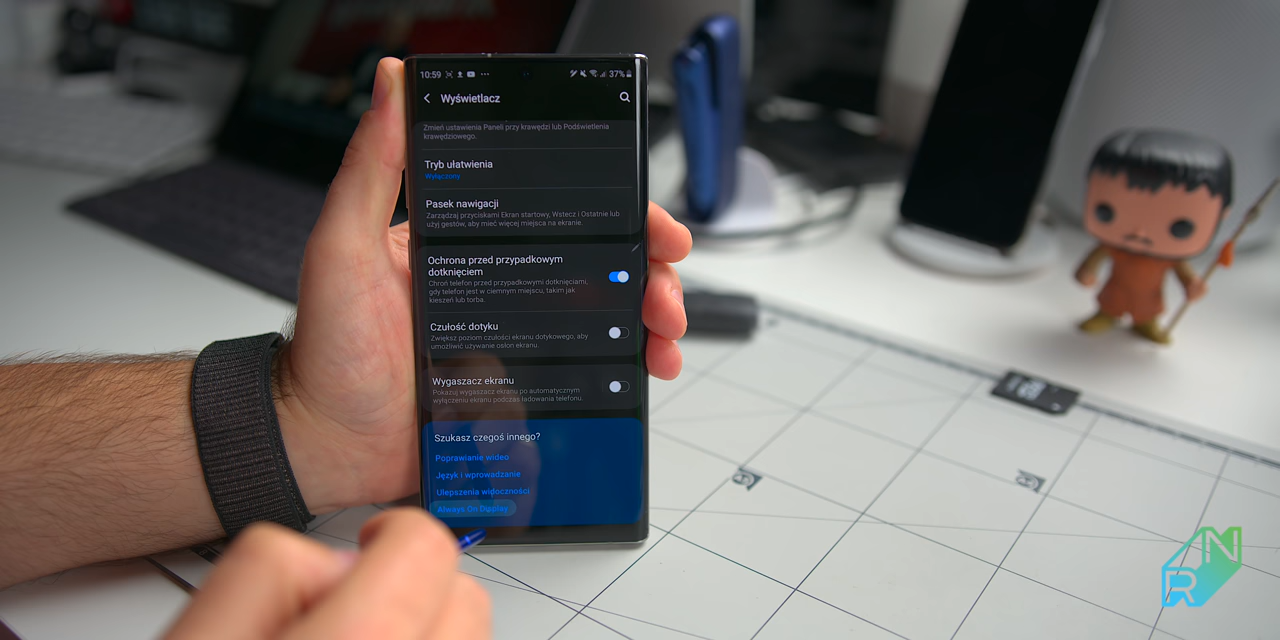 10:59 37%
Wyświetlacz
Zmień ustawienia Paneli przy krawędzi lub Podświetlenia
krawędziowego.
Tryb ułatwienia
Wyłączony
Pasek nawigacji
Zarządzaj przyciskami Ekran startowy, Wstecz i Ostatnie lub
użyj gestów, aby mieć więcej miejsca na ekranie.
Ochrona przed przypadkowym
dotknięciem
Chroń telefon przed przypadkowymi dotknięciami,
gdy telefon jest w ciemnym miejscu, takim jak
kieszeń lub torba.
Czułość dotyku
Zwiększ poziom czułości ekranu dotykowego, aby
umożliwić używanie osłon ekranu.
Wygaszacz ekranu
Pokazuj wygaszacz ekranu po automatycznym
wyłączeniu ekranu podczas ładowania telefonu.
Szukasz czegoś innego?
Poprawianie wideo
Język i wprowadzanie
Ulepszenia widoczności
Always On Display
RN